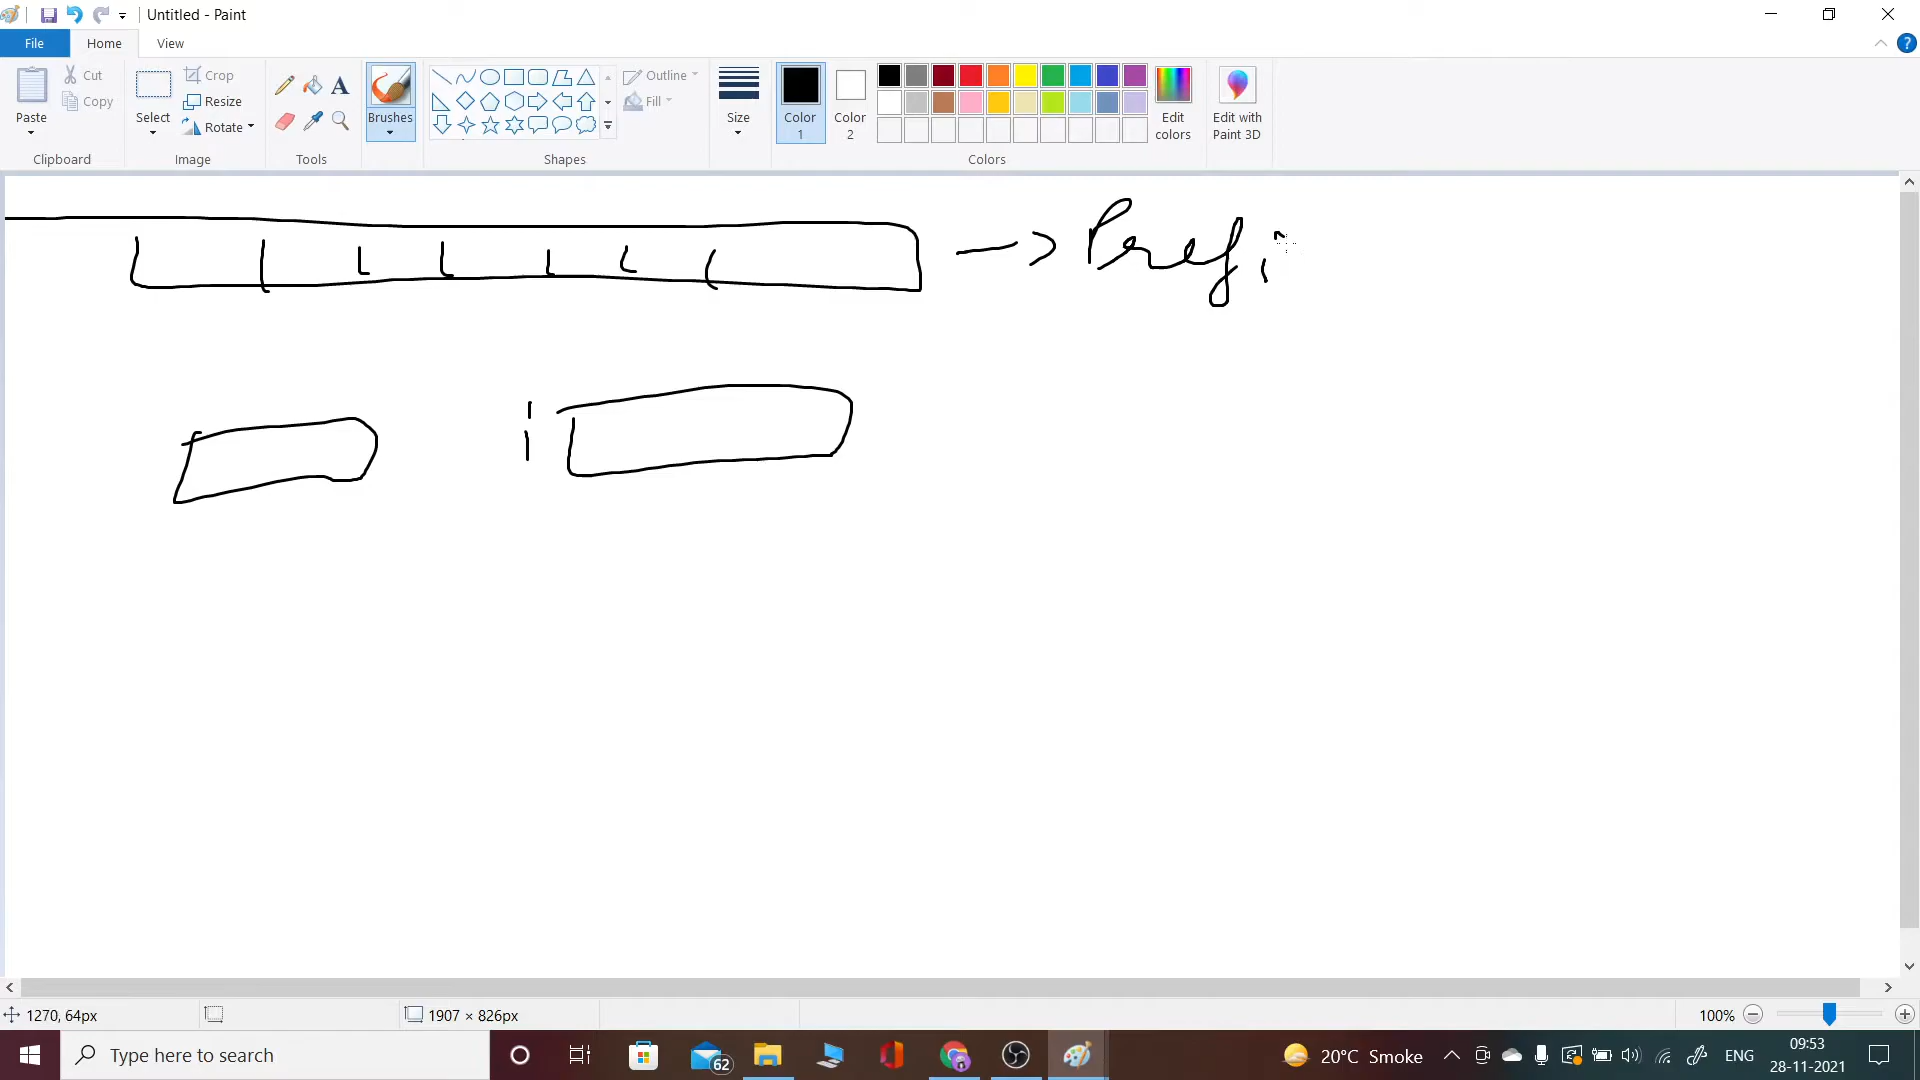 Untitled - Paint
File Home View
Paste
Cut
Copy
Clipboard
Select
Crop
Resize
Rotate
Image
A
Tools
Brushes
Outline
Fill
Shapes
Size
Color 1
Color 2
Edit colors
Edit with Paint 3D
Colors
?
Prefi
i
1270, 64px
1907 × 826px
100%
Type here to search
62
20°C Smoke
ENG
09:53
28-11-2021